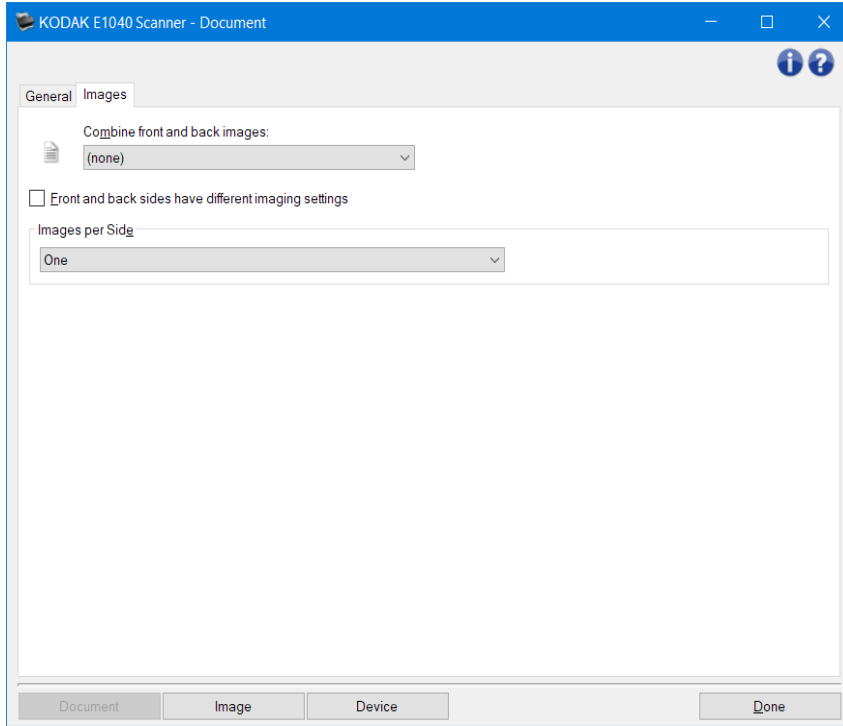 KODAK E1040 Scanner - Document
General Images
Combine front and back images:
(none)
Front and back sides have different imaging settings
Images per Side
One
Document Image Device Done